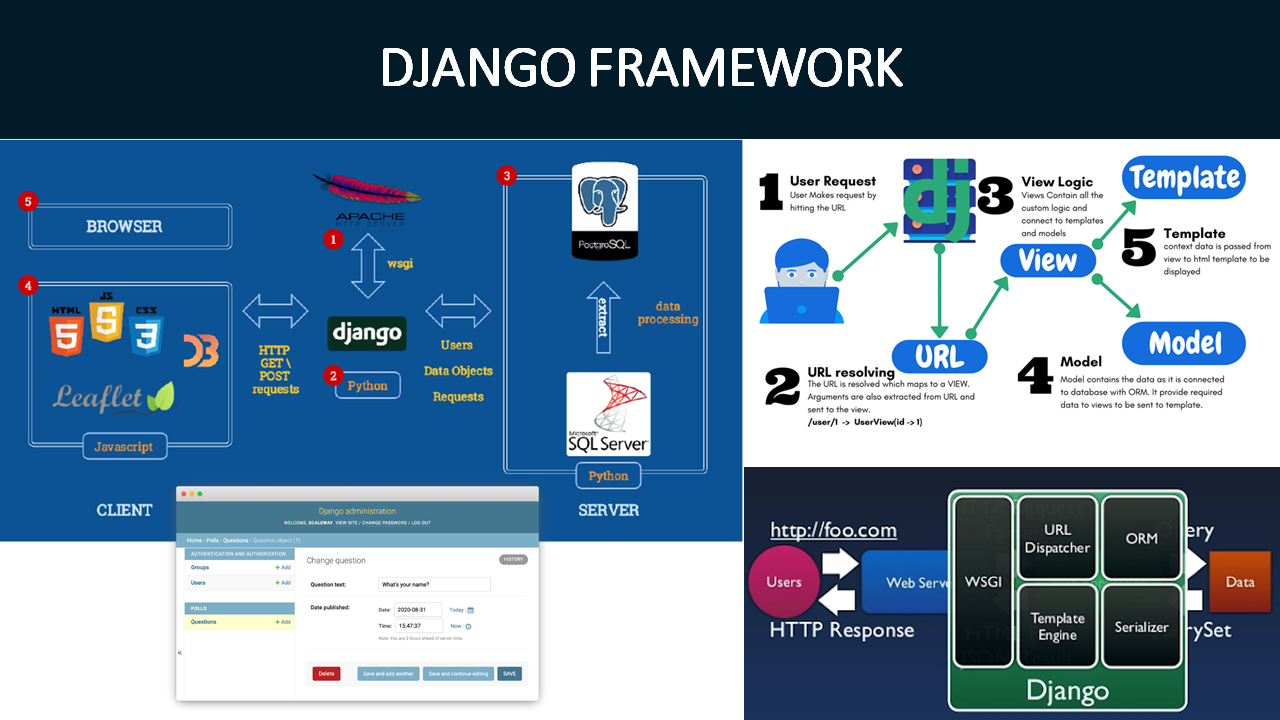 DJANGO FRAMEWORK
5
BROWSER
4
HTML
JS
CSS
5
5
3
D3
Leaflet
Javascript
CLIENT
HTTP
GET \
POST
requests
APACHE
HTTP SERVER
1
wsgi
django
2
Python
Users
Data Objects
Requests
3
PostgreSQL
extract
data
processing
Microsoft
SQL Server
Python
SERVER
Django administration
WELCOME, SCALEWAY. VIEW SITE / CHANGE PASSWORD / LOG OUT
Home › Polls › Questions › Question object (1)
AUTHENTICATION AND AUTHORIZATION
Groups + Add
Users + Add
POLLS
Questions + Add
«
Change question
HISTORY
Question text: What's your name?
Date published:
Date: 2020-08-31 Today
Time: 15:47:37 Now
Note: You are 2 hours ahead of server time.
Delete
Save and add another
Save and continue editing
SAVE
1 User Request
User Makes request by
hitting the URL
dj
3 View Logic
Views Contain all the
custom logic and
connect to templates
and models
Template
5 Template
context data is passed from
view to html template to be
displayed
View
URL
2 URL resolving
The URL is resolved which maps to a VIEW.
Arguments are also extracted from URL and
sent to the view.
/user/1 -> UserView(id -> 1)
Model
4 Model
Model contains the data as it is connected
to database with ORM. It provide required
data to views to be sent to template.
http://foo.com
Users
Web Serve
HTTP Response
WSGI
URL
Dispatcher
ORM
Template
Engine
Serializer
Django
ery
Data
rySet